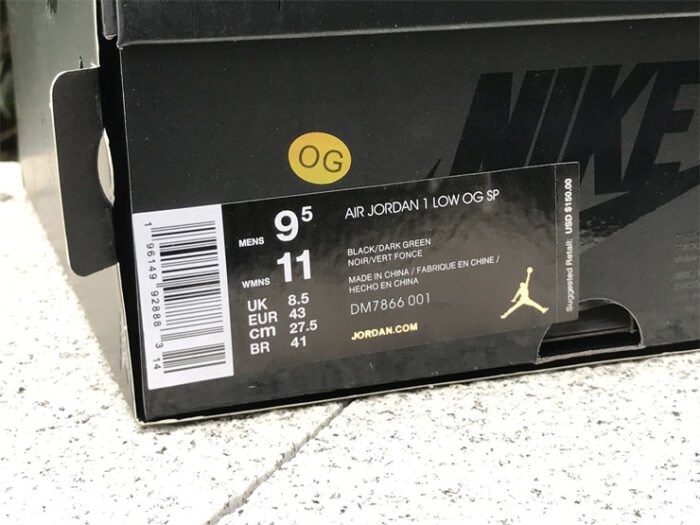 NIKE
OG
AIR JORDAN 1 LOW OG SP
MENS 9 5
WMNS 11
UK 8.5
EUR 43
cm 27.5
BR 41
BLACK/DARK GREEN
NOIR/VERT FONCE
MADE IN CHINA / FABRIQUE EN CHINE /
HECHO EN CHINA
DM7866 001
JORDAN.COM
Suggested Retail: USD $150.00
1 96149 92888 3 14